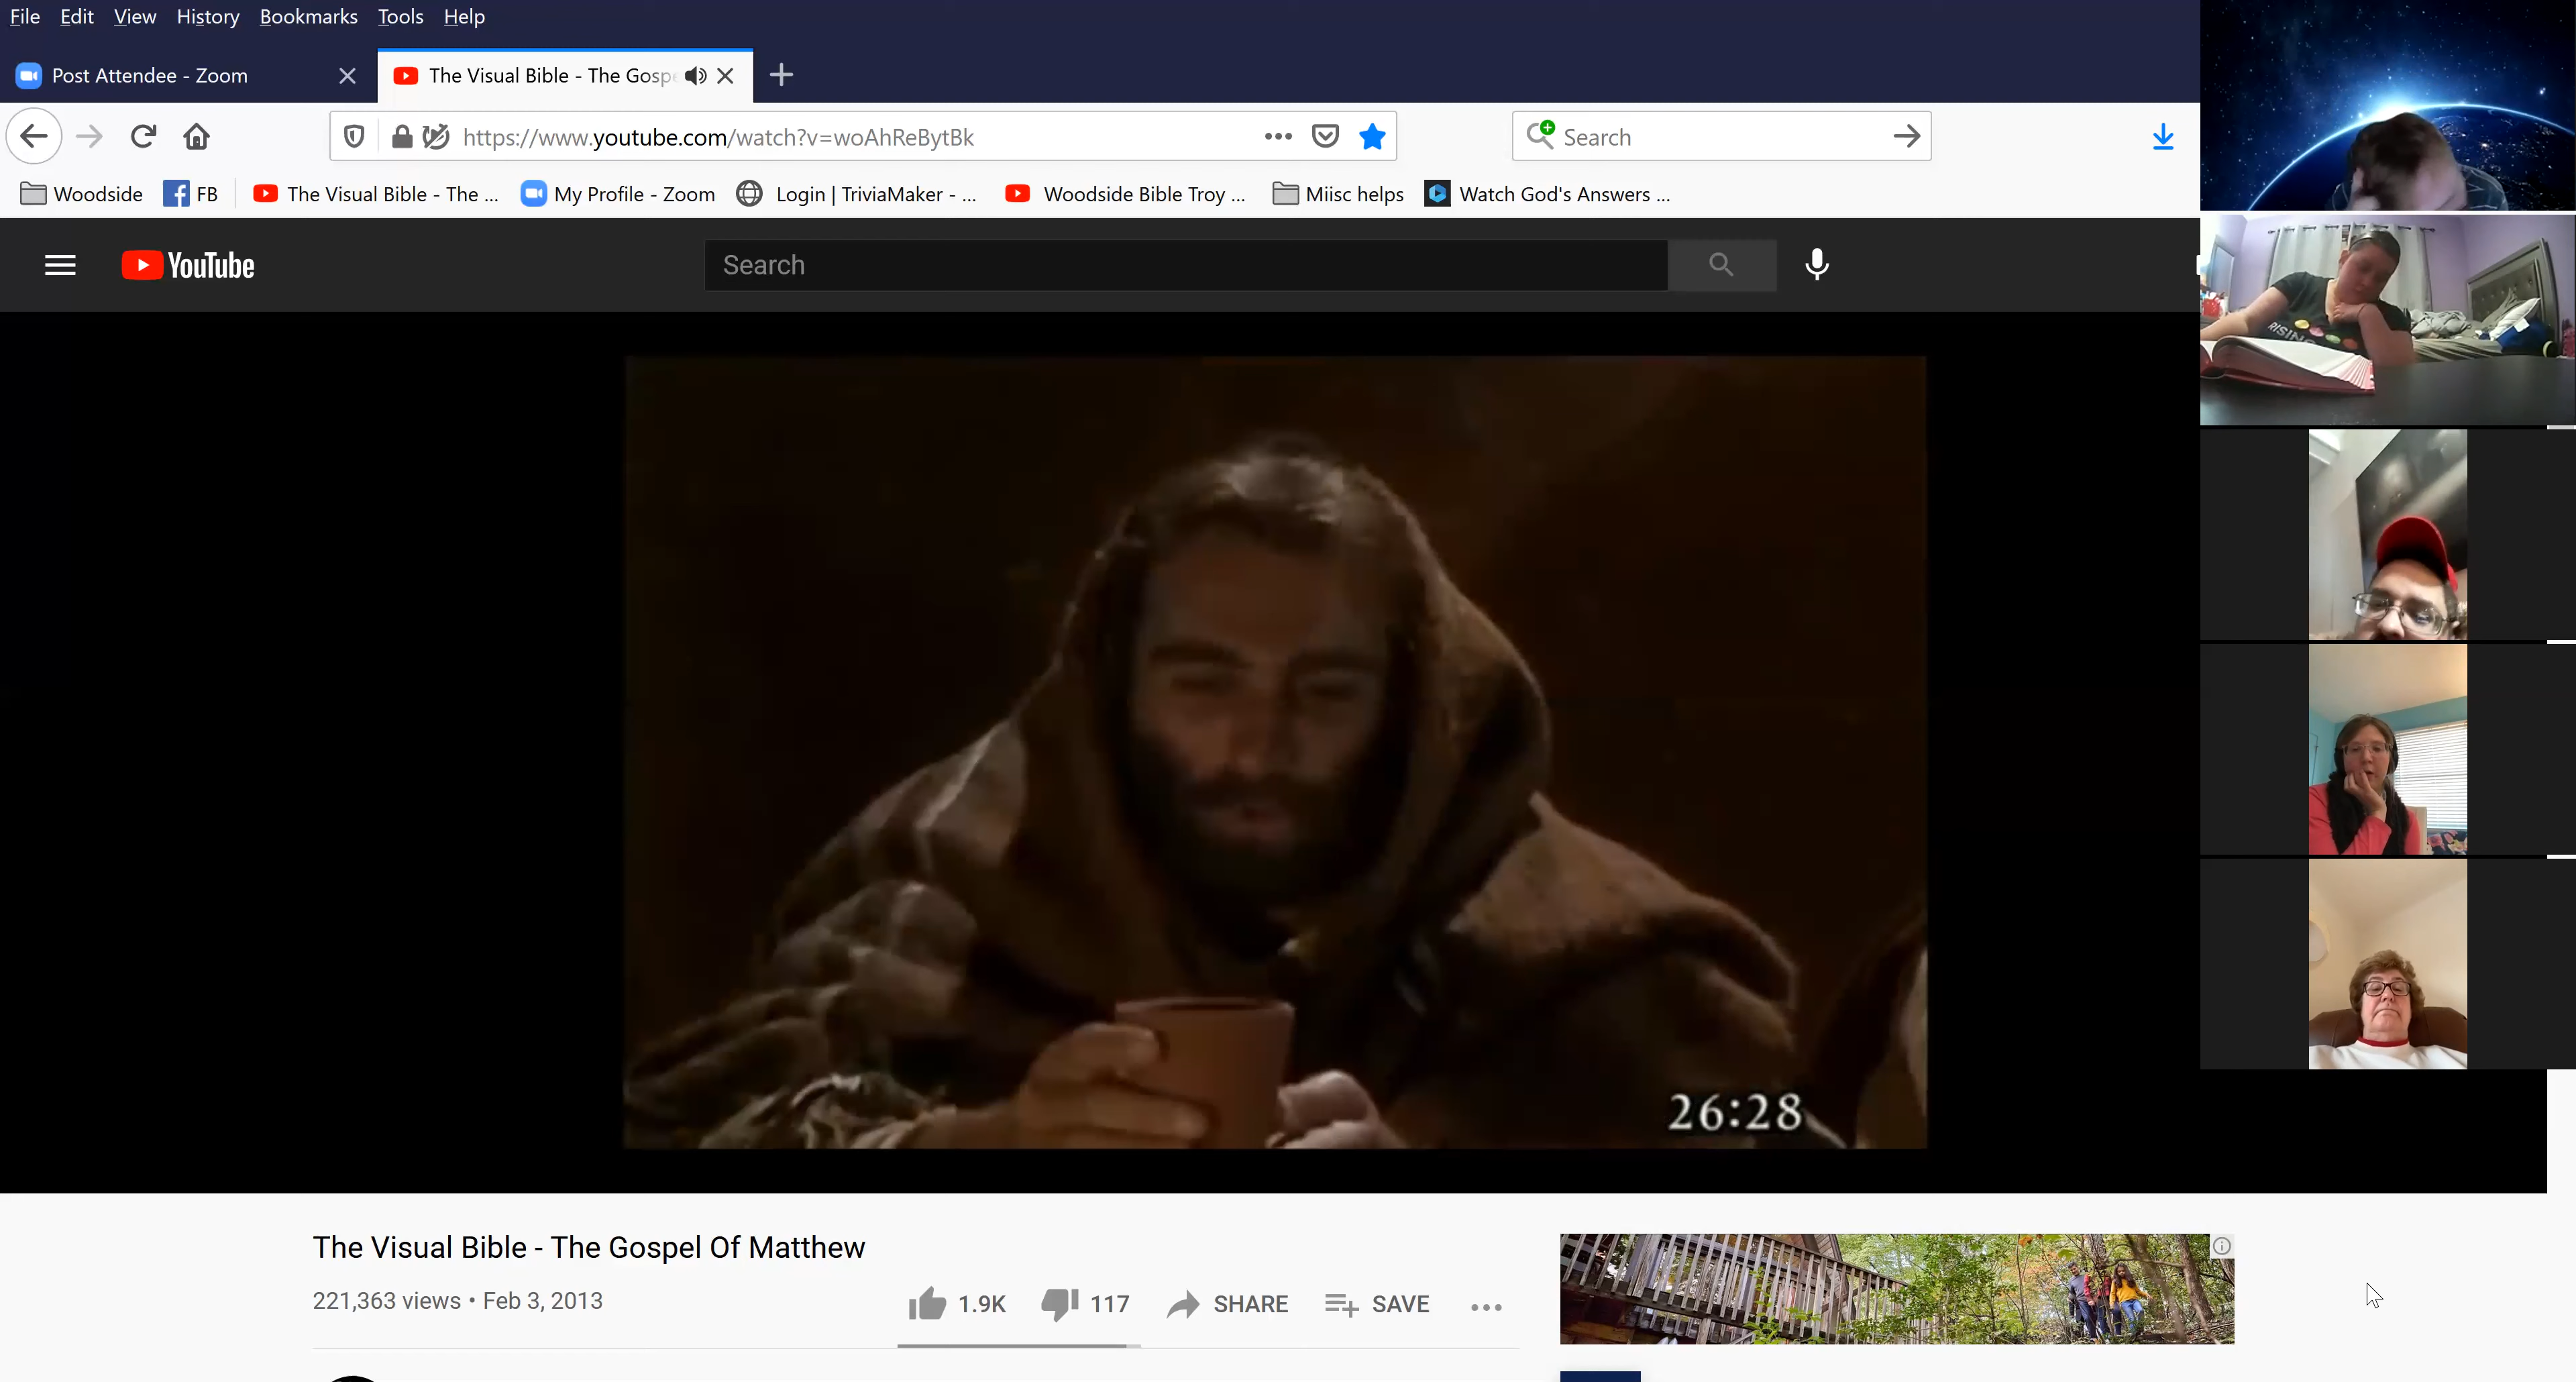 File Edit View History Bookmarks Tools Help
Post Attendee - Zoom
The Visual Bible - The Gosp
https://www.youtube.com/watch?v=woAhReBytBk
Search
Woodside
FB
The Visual Bible - The ...
My Profile - Zoom
Login | TriviaMaker - ...
Woodside Bible Troy ...
Miisc helps
Watch God's Answers ...
YouTube
Search
RISING
26:28
The Visual Bible - The Gospel Of Matthew
221,363 views • Feb 3, 2013
1.9K
117
SHARE
SAVE